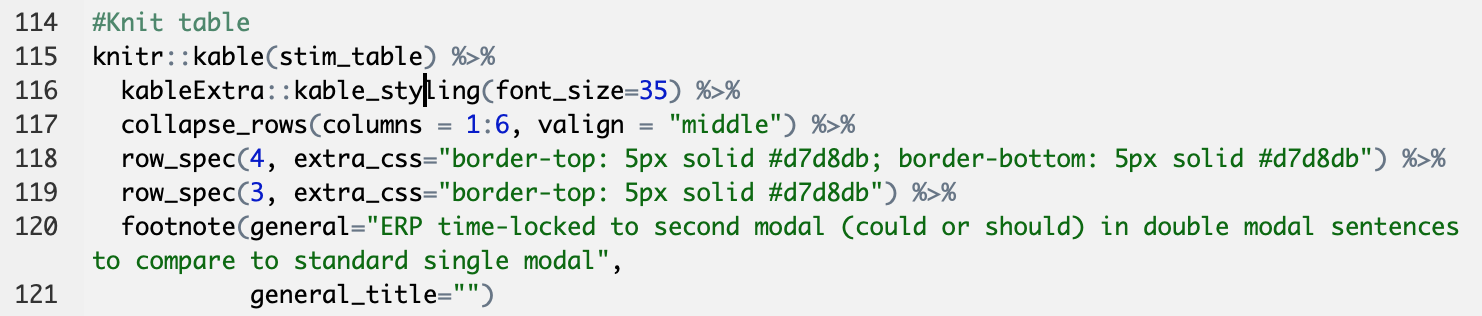 114 #Knit table
115 knitr::kable(stim_table) %>%
116   kableExtra::kable_styling(font_size=35) %>%
117   collapse_rows(columns = 1:6, valign = "middle") %>%
118   row_spec(4, extra_css="border-top: 5px solid #d7d8db; border-bottom: 5px solid #d7d8db") %>%
119   row_spec(3, extra_css="border-top: 5px solid #d7d8db") %>%
120   footnote(general="ERP time-locked to second modal (could or should) in double modal sentences
to compare to standard single modal",
121            general_title="")